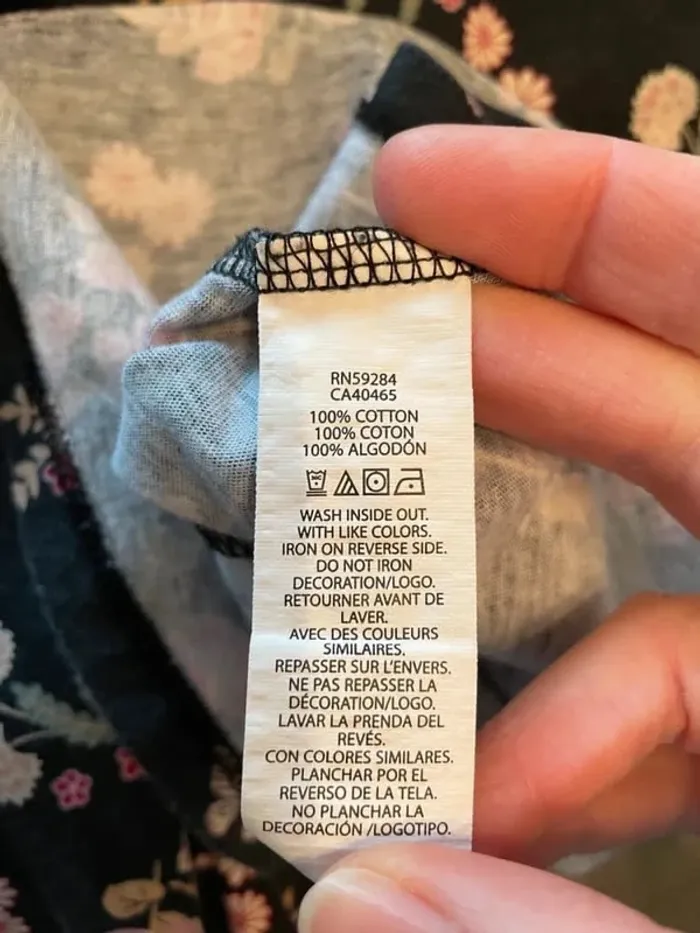 RN59284
CA40465
100% COTTON
100% COTON
100% ALGODÓN
WASH INSIDE OUT.
WITH LIKE COLORS.
IRON ON REVERSE SIDE.
DO NOT IRON
DECORATION/LOGO.
RETOURNER AVANT DE
LAVER.
AVEC DES COULEURS
SIMILAIRES.
REPASSER SUR L'ENVERS.
NE PAS REPASSER LA
DÉCORATION/LOGO.
LAVAR LA PRENDA DEL
REVÉS.
CON COLORES SIMILARES.
PLANCHAR POR EL
REVERSO DE LA TELA.
NO PLANCHAR LA
DECORACIÓN /LOGOTIPO.